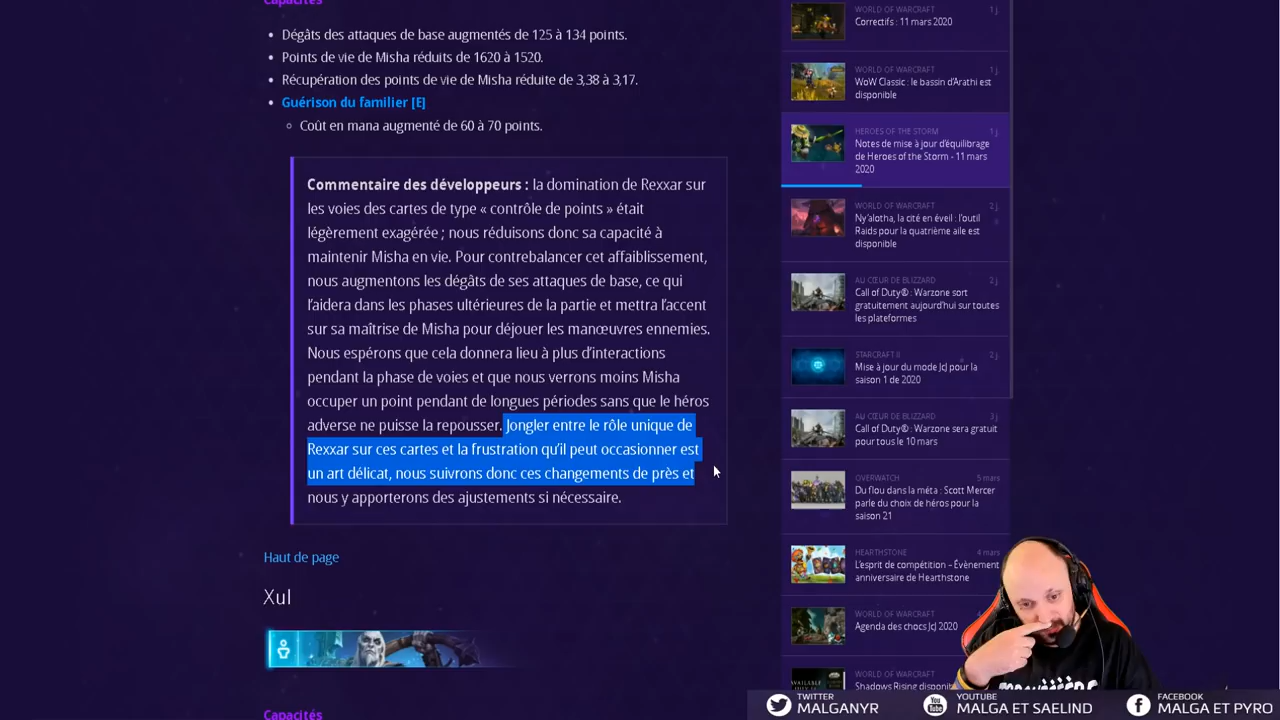 Capacités
Dégâts des attaques de base augmentés de 125 à 134 points.
Points de vie de Misha réduits de 1620 à 1520.
Récupération des points de vie de Misha réduite de 3,38 à 3,17.
Guérison du familier [E]
Coût en mana augmenté de 60 à 70 points.
Commentaire des développeurs : la domination de Rexxar sur
les voies des cartes de type « contrôle de points » était
légèrement exagérée ; nous réduisons donc sa capacité à
maintenir Misha en vie. Pour contrebalancer cet affaiblissement,
nous augmentons les dégâts de ses attaques de base, ce qui
l'aidera dans les phases ultérieures de la partie et mettra l'accent
sur sa maîtrise de Misha pour déjouer les manœuvres ennemies.
Nous espérons que cela donnera lieu à plus d'interactions
pendant la phase de voies et que nous verrons moins Misha
occuper un point pendant de longues périodes sans que le héros
adverse ne puisse la repousser. Jongler entre le rôle unique de
Rexxar sur ces cartes et la frustration qu'il peut occasionner est
un art délicat, nous suivrons donc ces changements de près et
nous y apporterons des ajustements si nécessaire.
Haut de page
Xul
Capacités
WORLD OF WARCRAFT 1 j.
Correctifs : 11 mars 2020
WORLD OF WARCRAFT 1 j.
WoW Classic : le bassin d'Arathi est
disponible
HEROES OF THE STORM 1 j.
Notes de mise à jour d'équilibrage
de Heroes of the Storm - 11 mars
2020
WORLD OF WARCRAFT 2 j.
Ny'alotha, la cité en éveil : l'outil
Raids pour la quatrième aile est
disponible
AU CŒUR DE BLIZZARD 2 j.
Call of Duty® : Warzone sort
gratuitement aujourd'hui sur toutes
les plateformes
STARCRAFT II 2 j.
Mise à jour du mode JcJ pour la
saison 1 de 2020
AU CŒUR DE BLIZZARD 3 j.
Call of Duty® : Warzone sera gratuit
pour tous le 10 mars
OVERWATCH 5 mars
Du flou dans la méta : Scott Mercer
parle du choix de héros pour la
saison 21
HEARTHSTONE 4 mars
L'esprit de compétition – Évènement
anniversaire de Hearthstone
WORLD OF WARCRAFT
Agenda des chocs JcJ 2020
WORLD OF WARCRAFT
Shadows Rising
AVAILABLE
TWITTER
MALGANYR
YOUTUBE
MALGA ET SAELIND
FACEBOOK
MALGA ET PYRO